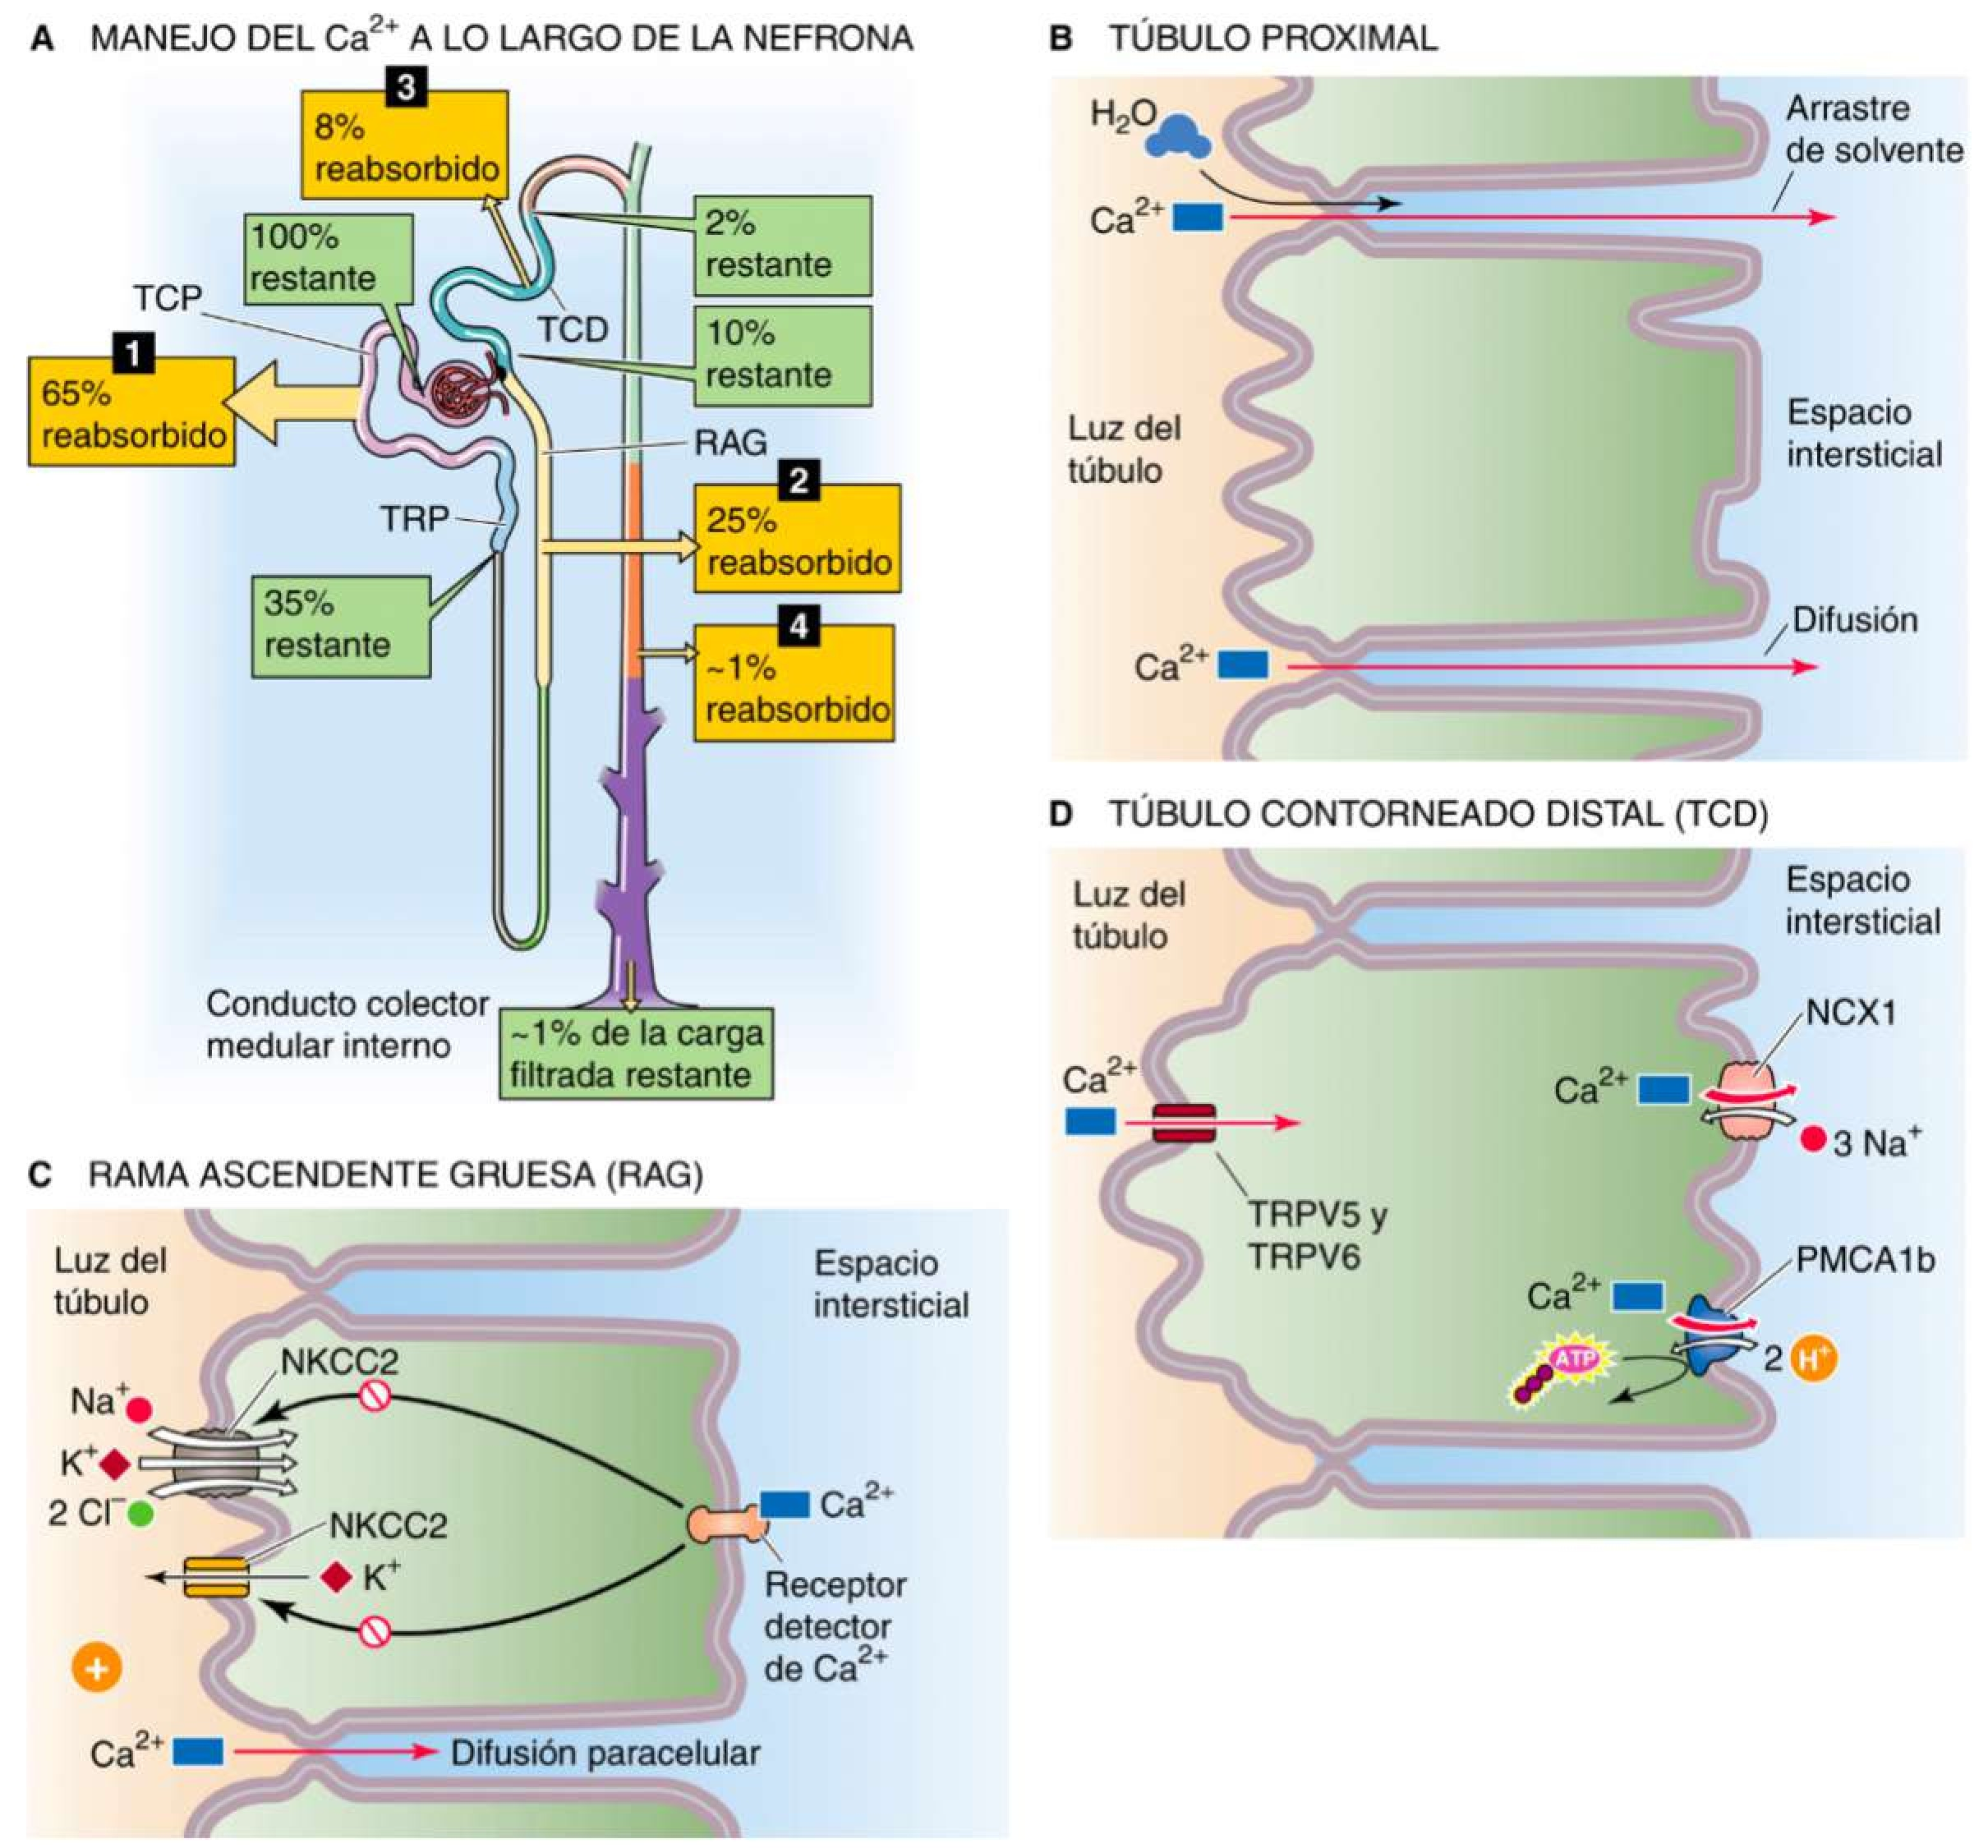 A MANEJO DEL Ca²⁺ A LO LARGO DE LA NEFRONA
3
8%
reabsorbido
100%
restante
2%
restante
TCP
TCD
10%
restante
1
65%
reabsorbido
RAG
2
25%
reabsorbido
TRP
35%
restante
4
~1%
reabsorbido
Conducto colector
medular interno
~1% de la carga
filtrada restante
B TÚBULO PROXIMAL
H₂O
Arrastre
de solvente
Ca²⁺
Luz del
túbulo
Espacio
intersticial
Difusión
Ca²⁺
C RAMA ASCENDENTE GRUESA (RAG)
Luz del
túbulo
Espacio
intersticial
NKCC2
Na⁺
K⁺
2 Cl⁻
Ca²⁺
NKCC2
K⁺
Receptor
detector
de Ca²⁺
+
Ca²⁺
Difusión paracelular
D TÚBULO CONTORNEADO DISTAL (TCD)
Luz del
túbulo
Espacio
intersticial
NCX1
Ca²⁺
Ca²⁺
3 Na⁺
TRPV5 y
TRPV6
PMCA1b
Ca²⁺
ATP
2 H⁺